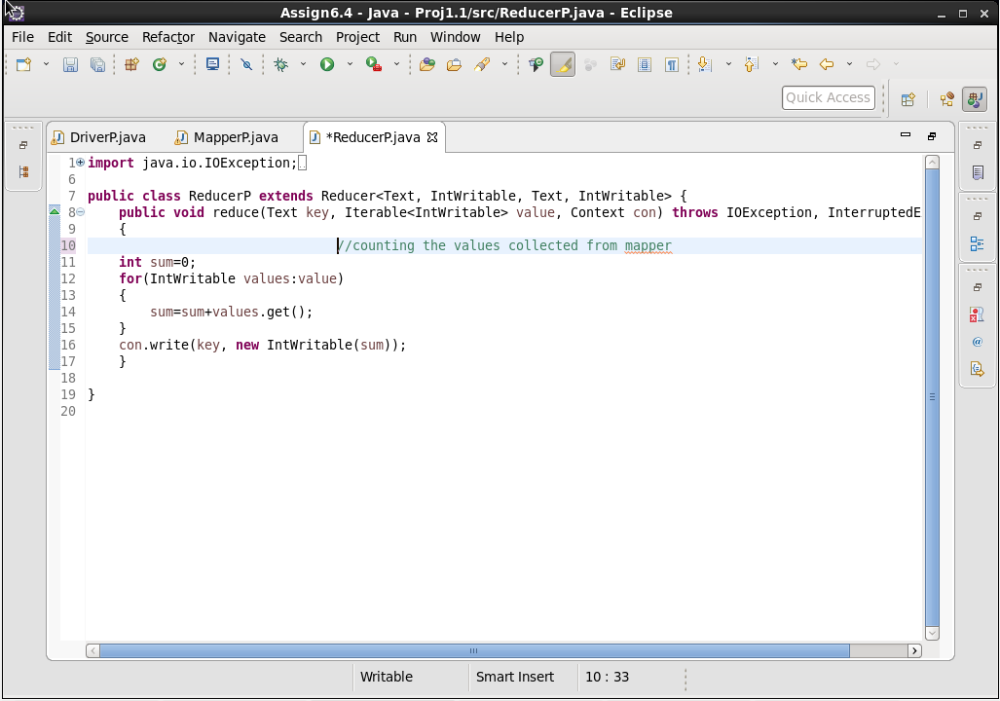 Assign6.4 - Java - Proj1.1/src/ReducerP.java - Eclipse
File Edit Source Refactor Navigate Search Project Run Window Help
Quick Access
DriverP.java MapperP.java *ReducerP.java
1 import java.io.IOException;
6
7 public class ReducerP extends Reducer<Text, IntWritable, Text, IntWritable> {
8 public void reduce(Text key, Iterable<IntWritable> value, Context con) throws IOException, InterruptedE
9 {
10 //counting the values collected from mapper
11 int sum=0;
12 for(IntWritable values:value)
13 {
14 sum=sum+values.get();
15 }
16 con.write(key, new IntWritable(sum));
17 }
18
19 }
20
Writable Smart Insert 10 : 33